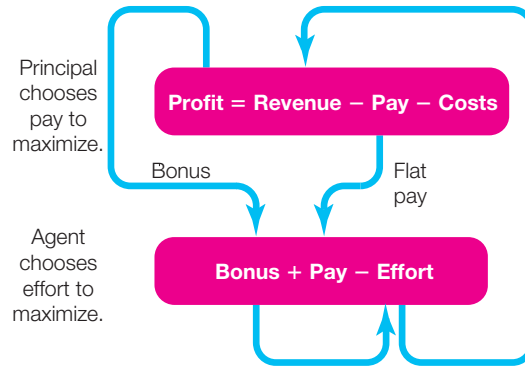 Principal
chooses
pay to
maximize.
Profit = Revenue − Pay − Costs
Bonus
Flat
pay
Agent
chooses
effort to
maximize.
Bonus + Pay − Effort